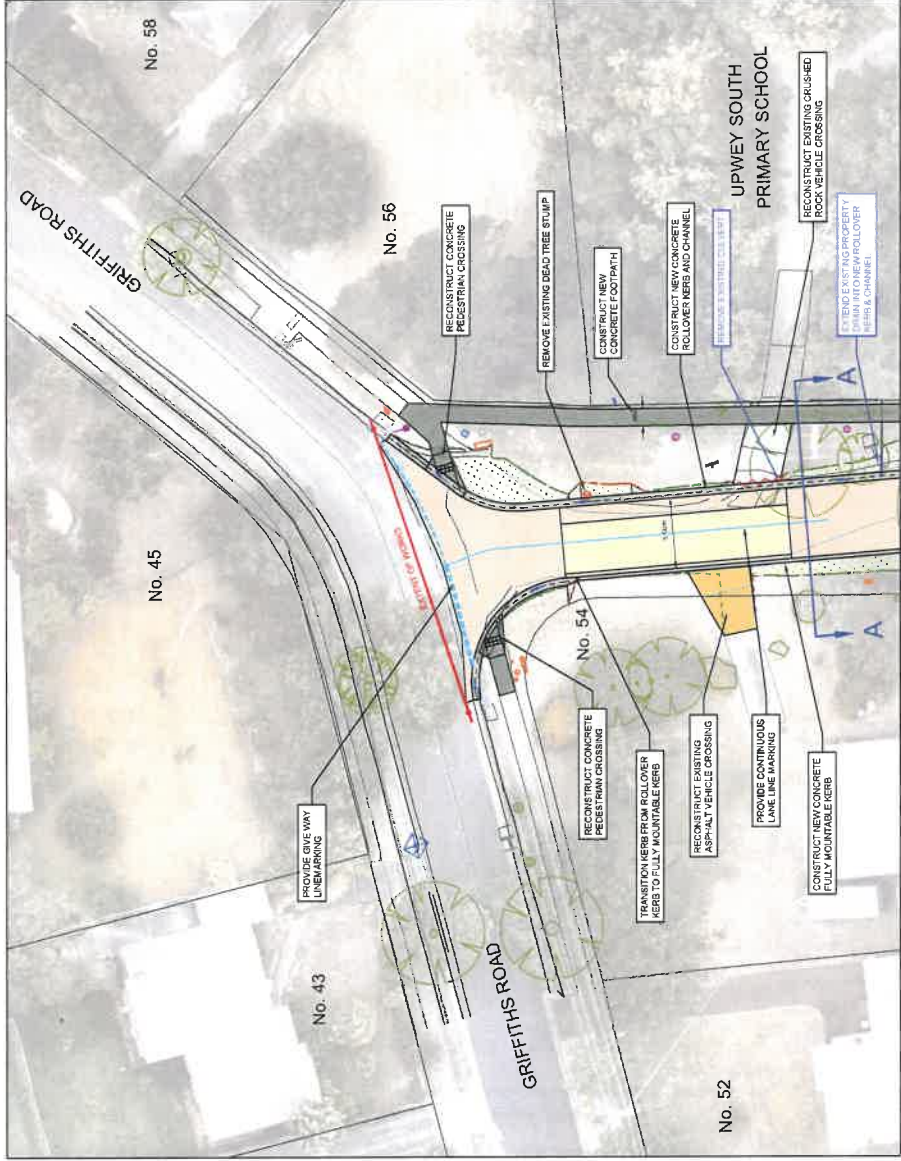 No. 58
GRIFFITHS ROAD
No. 56
No. 45
No. 43
GRIFFITHS ROAD
No. 52
No. 54
UPWEY SOUTH
PRIMARY SCHOOL
RECONSTRUCT CONCRETE
PEDESTRIAN CROSSING
REMOVE EXISTING DEAD TREE STUMP
CONSTRUCT NEW
CONCRETE FOOTPATH
CONSTRUCT NEW CONCRETE
ROLLOVER KERB AND CHANNEL
REMOVE EXISTING CULVERT
RECONSTRUCT EXISTING CRUSHED
ROCK VEHICLE CROSSING
EXTEND EXISTING PROPERTY
DRAIN INTO NEW ROLLOVER
KERB & CHANNEL
A
A
EXTENT OF WORKS
PROVIDE GIVE WAY
LINEMARKING
RECONSTRUCT CONCRETE
PEDESTRIAN CROSSING
TRANSITION KERB FROM ROLLOVER
KERB TO FULLY MOUNTABLE KERB
RECONSTRUCT EXISTING
ASPHALT VEHICLE CROSSING
PROVIDE CONTINUOUS
LANE LINE MARKING
CONSTRUCT NEW CONCRETE
FULLY MOUNTABLE KERB